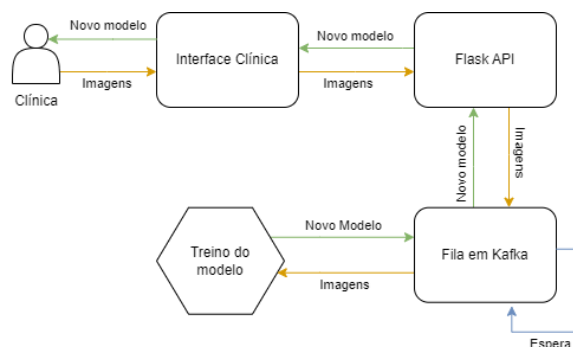 Novo modelo
Novo modelo
Interface Clínica
Flask API
Imagens
Imagens
Clínica
Novo modelo
Imagens
Novo Modelo
Treino do
modelo
Fila em Kafka
Imagens
Espera